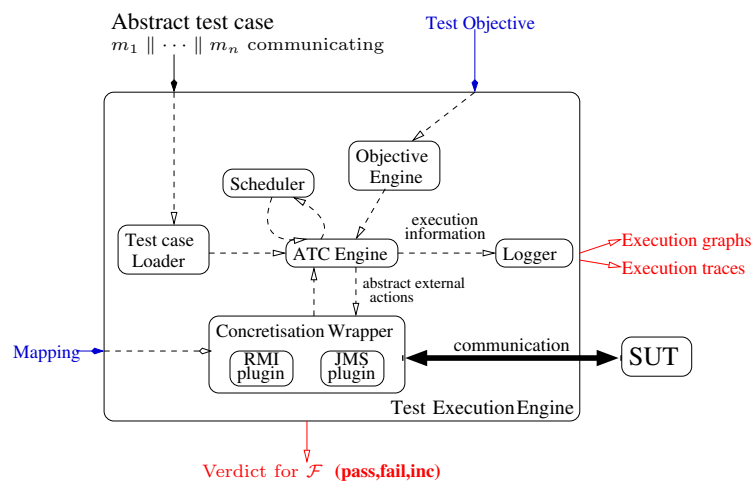 Abstract test case
m₁ ∥ ⋯ ∥ mₙ communicating
Test Objective
Objective
Engine
Scheduler
Test case
Loader
ATC Engine
execution
information
Logger
Execution graphs
Execution traces
abstract external
actions
Mapping
Concretisation Wrapper
RMI
plugin
JMS
plugin
communication
SUT
Test Execution Engine
Verdict for ℱ (pass,fail,inc)